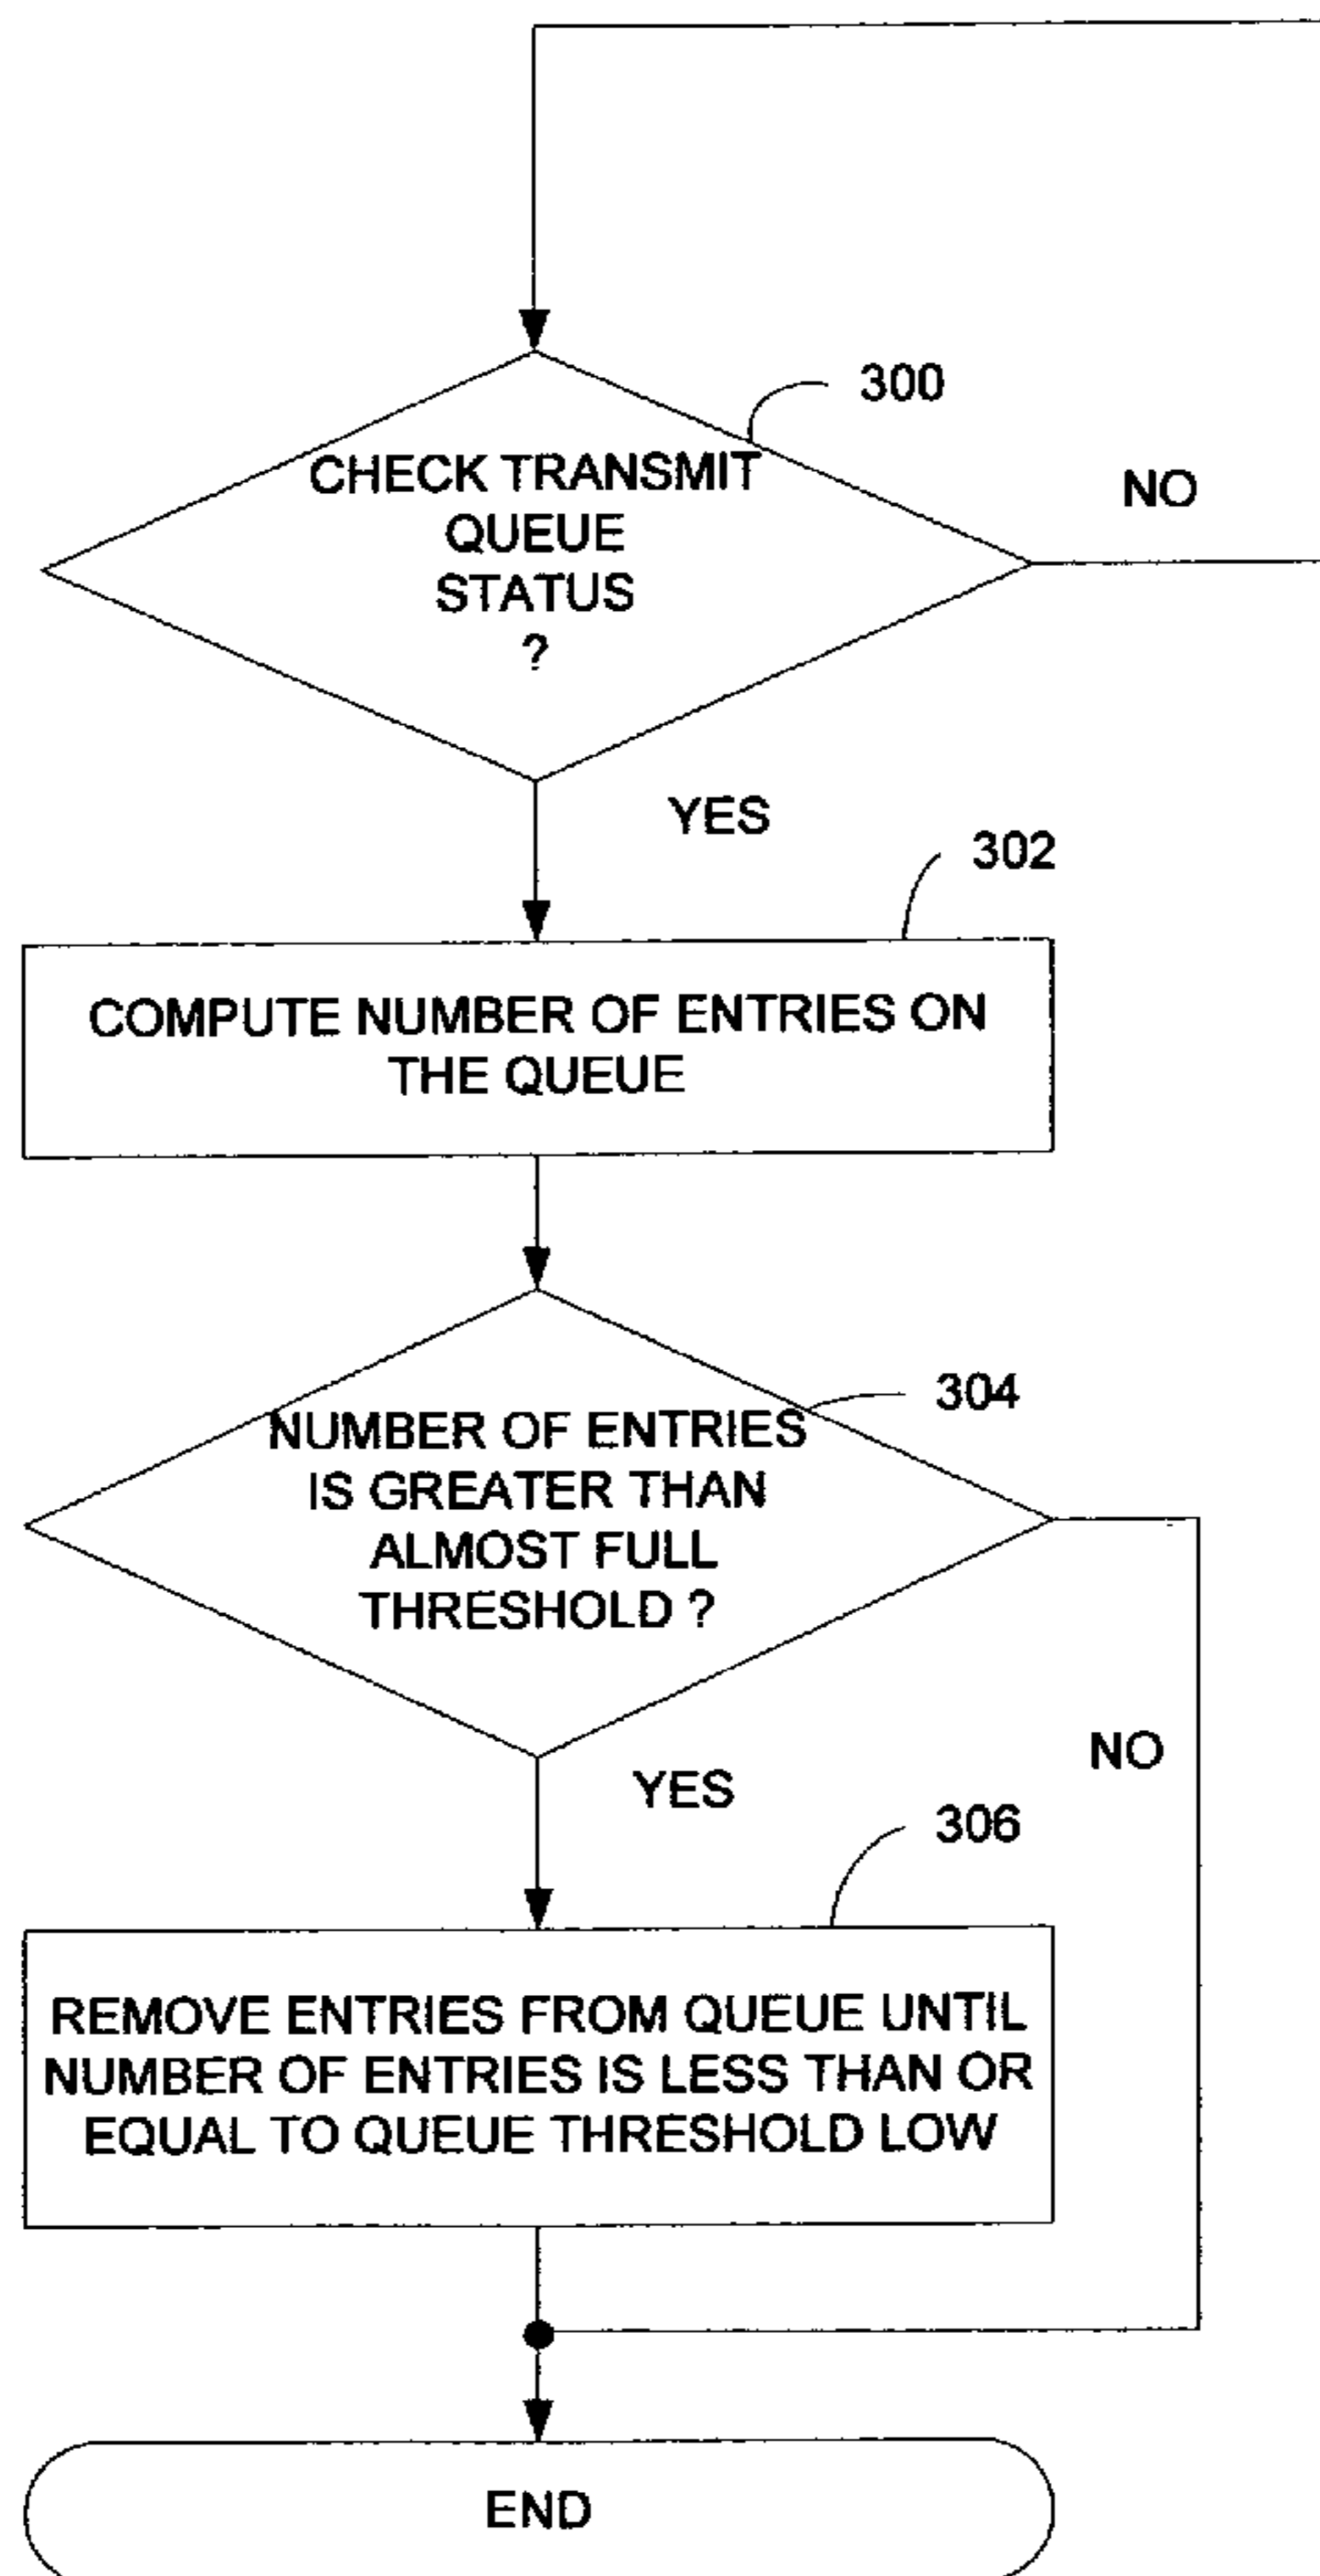 300
CHECK TRANSMIT
QUEUE
STATUS
?
NO
YES
302
COMPUTE NUMBER OF ENTRIES ON
THE QUEUE
304
NUMBER OF ENTRIES
IS GREATER THAN
ALMOST FULL
THRESHOLD ?
NO
YES
306
REMOVE ENTRIES FROM QUEUE UNTIL
NUMBER OF ENTRIES IS LESS THAN OR
EQUAL TO QUEUE THRESHOLD LOW
END